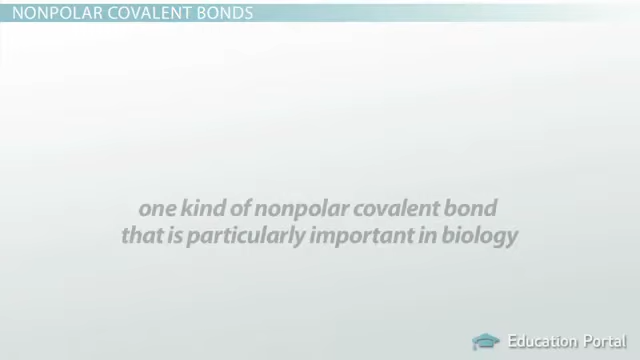 NONPOLAR COVALENT BONDS
one kind of nonpolar covalent bond
that is particularly important in biology
Education Portal